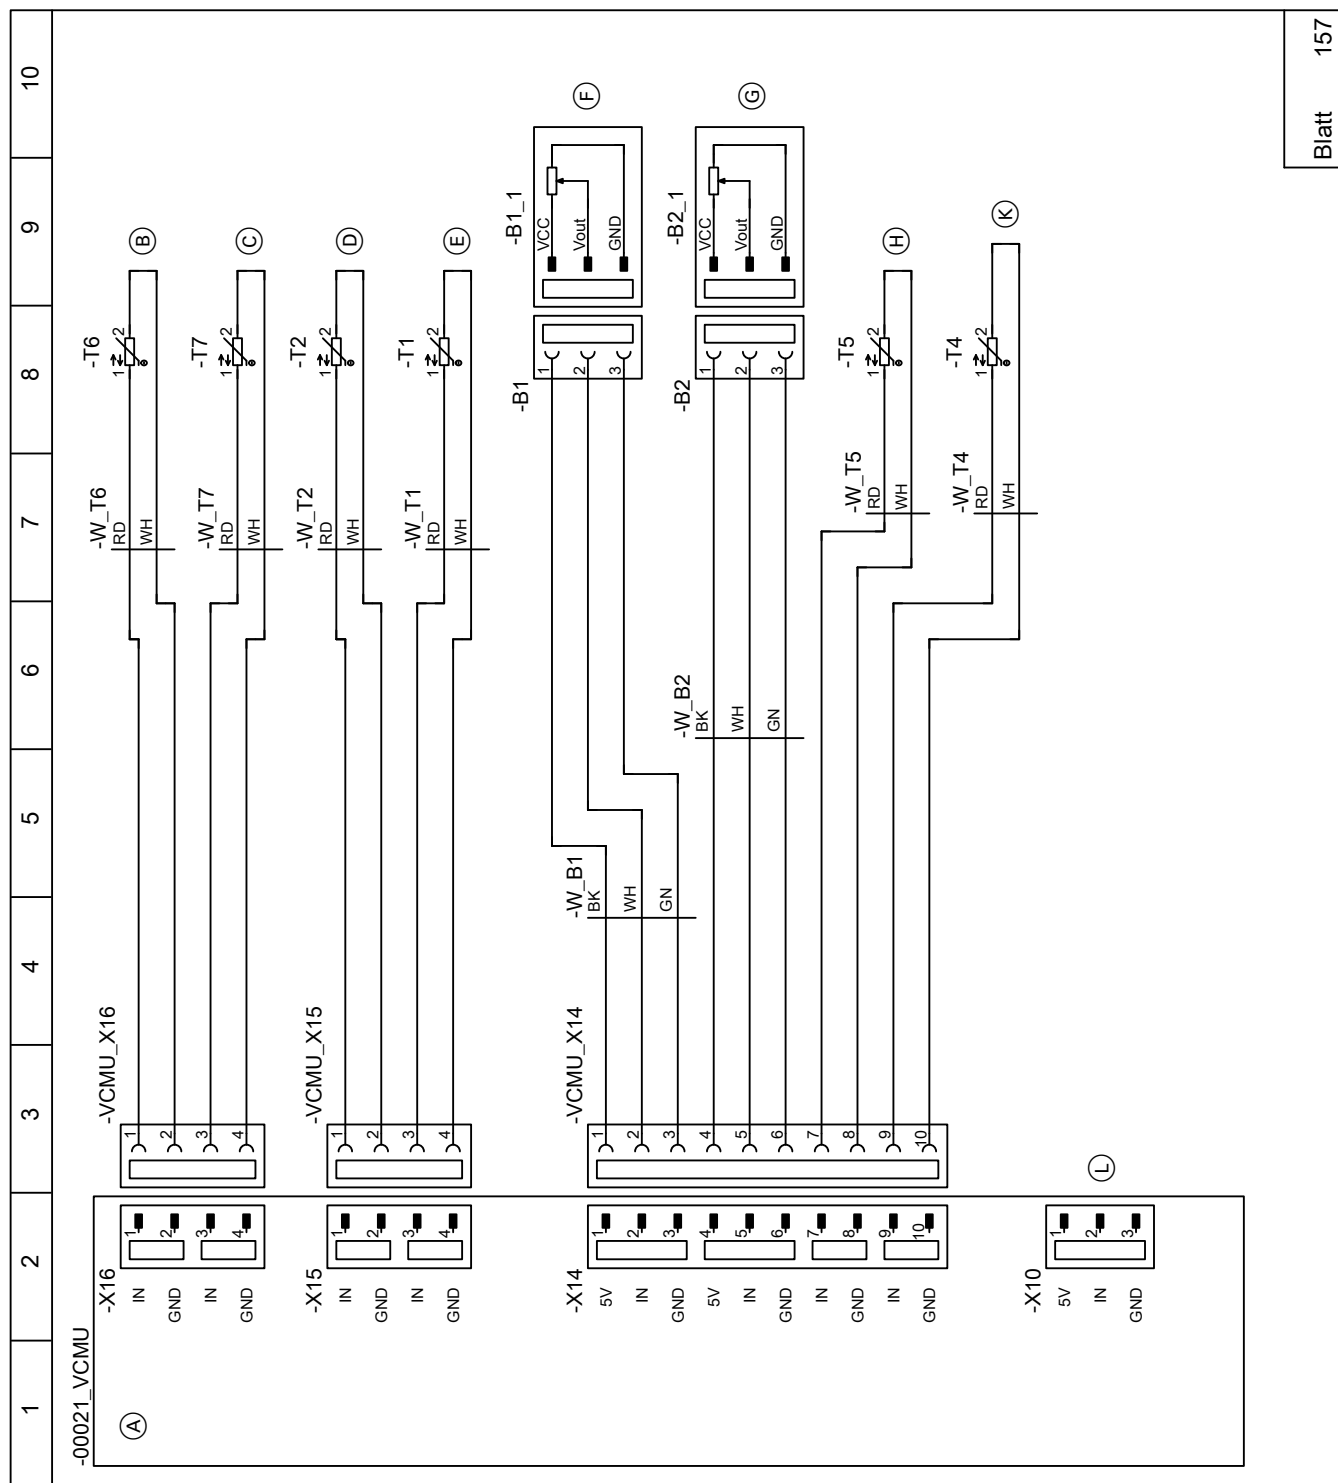 1 2 3 4 5 6 7 8 9 10
-00021_VCMU
A
-X16
IN
GND
IN
GND
1 2 3 4
-VCMU_X16
1 2 3 4
-W_T6
RD
WH
-T6
1 2
B
-W_T7
RD
WH
-T7
1 2
C
-X15
IN
GND
IN
GND
1 2 3 4
-VCMU_X15
1 2 3 4
-W_T2
RD
WH
-T2
1 2
D
-W_T1
RD
WH
-T1
1 2
E
-X14
5V
IN
GND
5V
IN
GND
IN
GND
IN
GND
1 2 3 4 5 6 7 8 9 10
-VCMU_X14
1 2 3 4 5 6 7 8 9 10
-W_B1
BK
WH
GN
-B1
1 2 3
-B1_1
VCC
Vout
GND
F
-W_B2
BK
WH
GN
-B2
1 2 3
-B2_1
VCC
Vout
GND
G
-W_T5
RD
WH
-T5
1 2
H
-W_T4
RD
WH
-T4
1 2
K
-X10
5V
IN
GND
1 2 3
L
Blatt 157